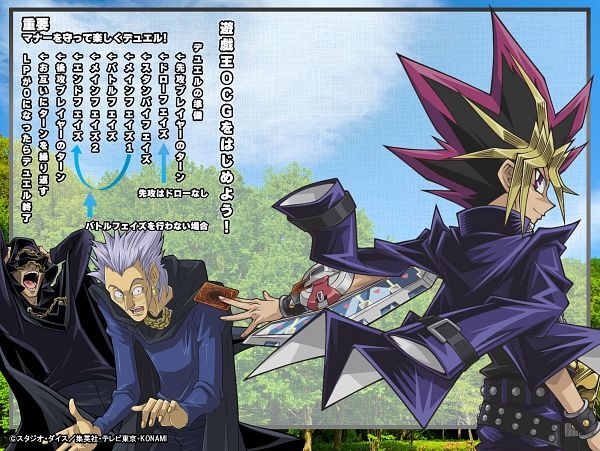 遊戯王OCGをはじめよう!
デュエルの準備
←先攻プレイヤーのターン
←ドローフェイズ
←スタンバイフェイズ
←メインフェイズ1
←バトルフェイズ
←メインフェイズ2
←エンドフェイズ
←後攻プレイヤーのターン
←お互いにターンを繰り返す
LPが0になったらデュエル終了
先攻はドローなし
バトルフェイズを行わない場合
重要
マナーを守って楽しくデュエル!
©スタジオ・ダイス/集英社・テレビ東京・KONAMI